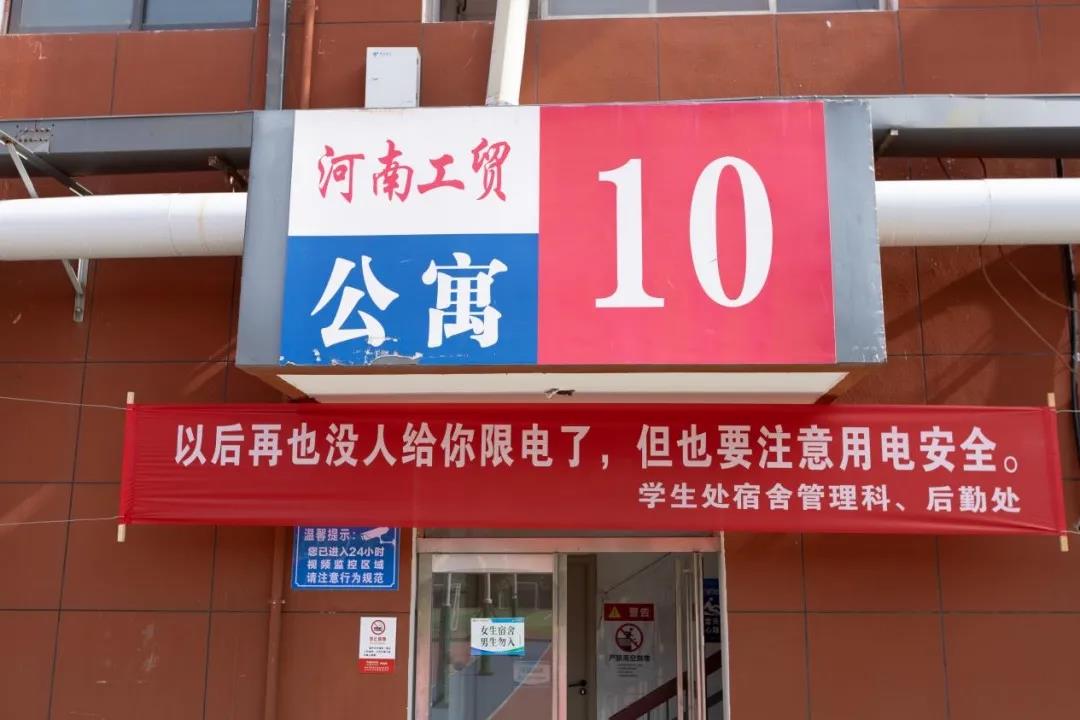 河南工贸
公寓
10
以后再也没人给你限电了，但也要注意用电安全。
学生处宿舍管理科、后勤处
温馨提示：
您已进入24小时
视频监控区域
请注意行为规范
女生宿舍
男生勿入
警告